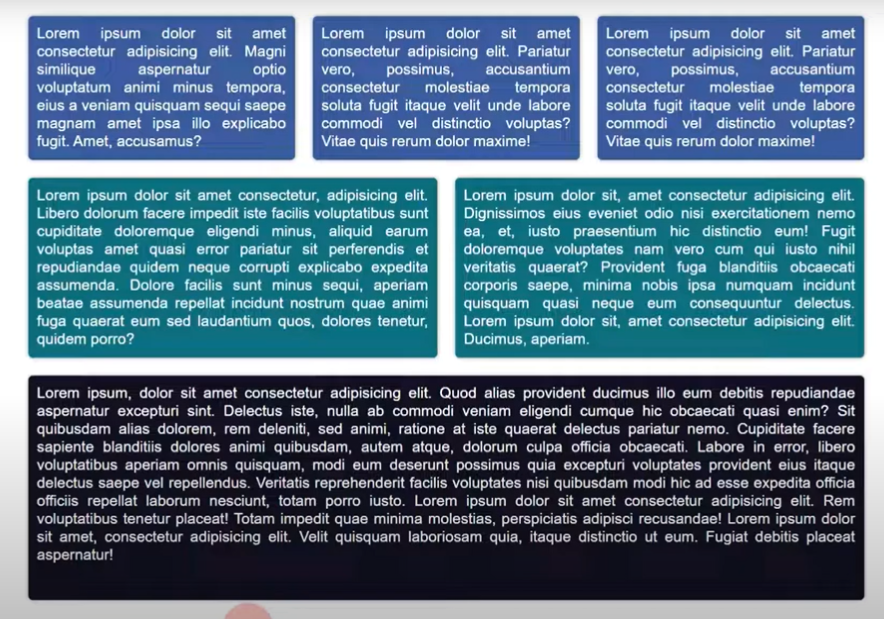 Lorem ipsum dolor sit amet
consectetur adipisicing elit. Magni
similique aspernatur optio
voluptatum animi minus tempora,
eius a veniam quisquam sequi saepe
magnam amet ipsa illo explicabo
fugit. Amet, accusamus?
Lorem ipsum dolor sit amet
consectetur adipisicing elit. Pariatur
vero, possimus, accusantium
consectetur molestiae tempora
soluta fugit itaque velit unde labore
commodi vel distinctio voluptas?
Vitae quis rerum dolor maxime!
Lorem ipsum dolor sit amet
consectetur adipisicing elit. Pariatur
vero, possimus, accusantium
consectetur molestiae tempora
soluta fugit itaque velit unde labore
commodi vel distinctio voluptas?
Vitae quis rerum dolor maxime!
Lorem ipsum dolor sit amet consectetur, adipisicing elit.
Libero dolorum facere impedit iste facilis voluptatibus sunt
cupiditate doloremque eligendi minus, aliquid earum
voluptas amet quasi error pariatur sit perferendis et
repudiandae quidem neque corrupti explicabo expedita
assumenda. Dolore facilis sunt minus sequi, aperiam
beatae assumenda repellat incidunt nostrum quae animi
fuga quaerat eum sed laudantium quos, dolores tenetur,
quidem porro?
Lorem ipsum dolor sit, amet consectetur adipisicing elit.
Dignissimos eius eveniet odio nisi exercitationem nemo
ea, et, iusto praesentium hic distinctio eum! Fugit
doloremque voluptates nam vero cum qui iusto nihil
veritatis quaerat? Provident fuga blanditiis obcaecati
corporis saepe, minima nobis ipsa numquam incidunt
quisquam quasi neque eum consequuntur delectus.
Lorem ipsum dolor sit, amet consectetur adipisicing elit.
Ducimus, aperiam.
Lorem ipsum, dolor sit amet consectetur adipisicing elit. Quod alias provident ducimus illo eum debitis repudiandae
aspernatur excepturi sint. Delectus iste, nulla ab commodi veniam eligendi cumque hic obcaecati quasi enim? Sit
quibusdam alias dolorem, rem deleniti, sed animi, ratione at iste quaerat delectus pariatur nemo. Cupiditate facere
sapiente blanditiis dolores animi quibusdam, autem atque, dolorum culpa officia obcaecati. Labore in error, libero
voluptatibus aperiam omnis quisquam, modi eum deserunt possimus quia excepturi voluptates provident eius itaque
delectus saepe vel repellendus. Veritatis reprehenderit facilis voluptates nisi quibusdam modi hic ad esse expedita officia
officiis repellat laborum nesciunt, totam porro iusto. Lorem ipsum dolor sit amet consectetur adipisicing elit. Rem
voluptatibus tenetur placeat! Totam impedit quae minima molestias, perspiciatis adipisci recusandae! Lorem ipsum dolor
sit amet, consectetur adipisicing elit. Velit quisquam laboriosam quia, itaque distinctio ut eum. Fugiat debitis placeat
aspernatur!